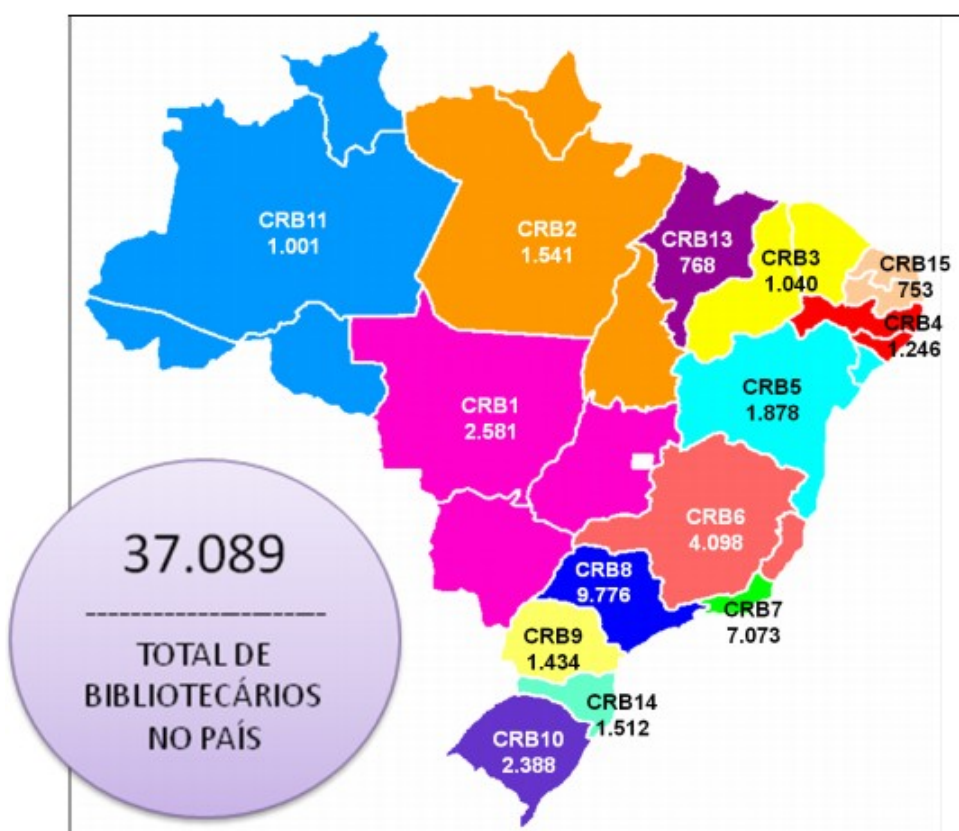 CRB11
1.001
CRB2
1.541
CRB13
768
CRB3
1.040
CRB15
753
CRB4
1.246
CRB5
1.878
CRB1
2.581
CRB6
4.098
CRB8
9.776
CRB7
7.073
CRB9
1.434
CRB14
1.512
CRB10
2.388
37.089
TOTAL DE
BIBLIOTECÁRIOS
NO PAÍS